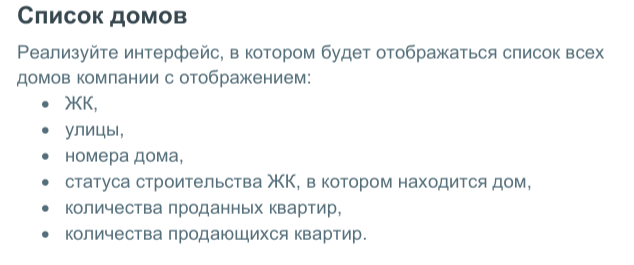 Список домов
Реализуйте интерфейс, в котором будет отображаться список всех
домов компании с отображением:
• ЖК,
• улицы,
• номера дома,
• статуса строительства ЖК, в котором находится дом,
• количества проданных квартир,
• количества продающихся квартир.